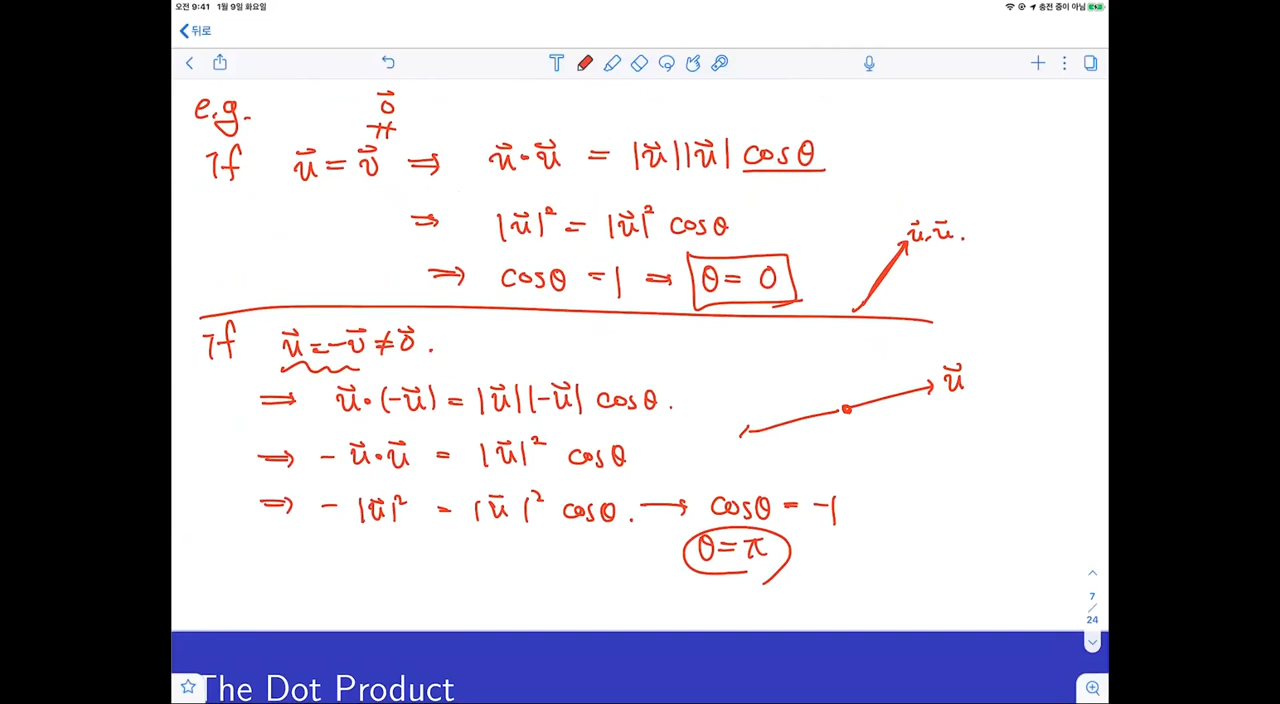 오전 9:41 1월 9일 화요일
충전 중이 아님
뒤로
T
e.g.
If u⃗ = v⃗ ≠ 0⃗ ⇒ u⃗·u⃗ = |u⃗||u⃗| cosθ
⇒ |u⃗|² = |u⃗|² cosθ
u⃗, u⃗.
⇒ cosθ = 1 ⇒ θ = 0
If u⃗ = -v⃗ ≠ 0⃗.
u⃗
⇒ u⃗·(-u⃗) = |u⃗||-u⃗| cosθ.
⇒ - u⃗·u⃗ = |u⃗|² cosθ
⇒ - |u⃗|² = |u⃗|² cosθ. → cosθ = -1
θ = π
7
/
24
The Dot Product